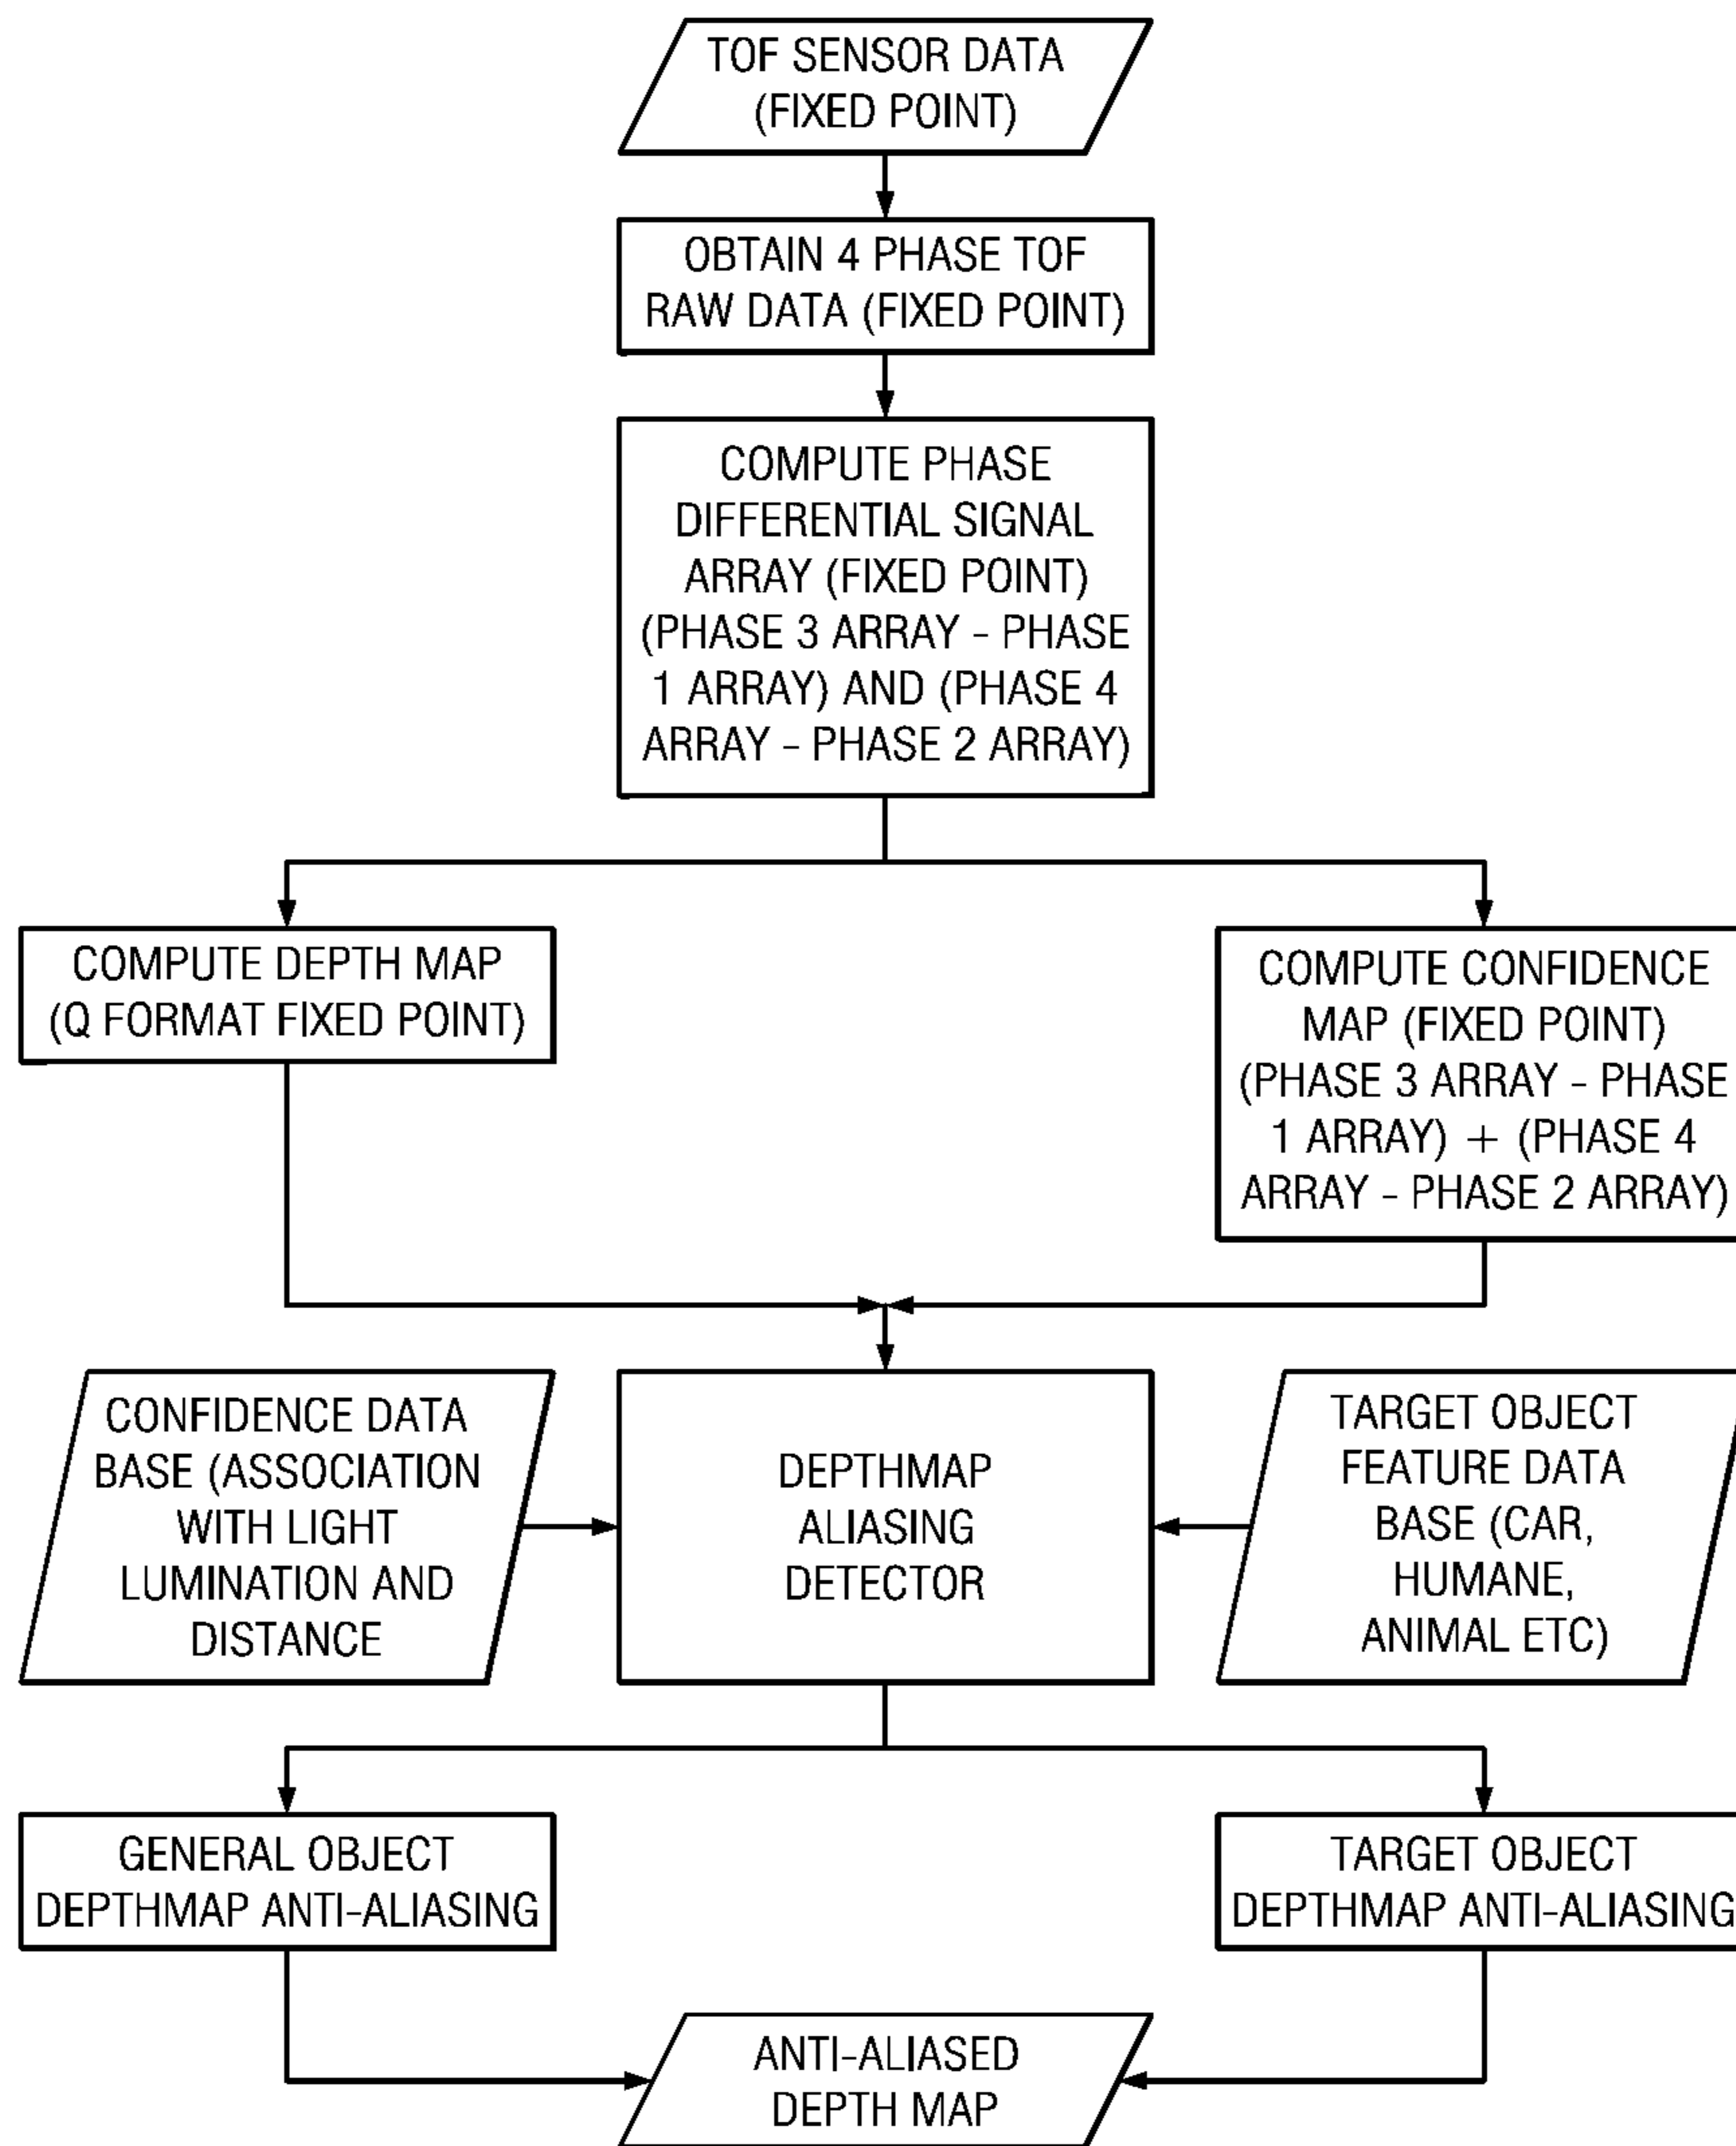 TOF SENSOR DATA
(FIXED POINT)
OBTAIN 4 PHASE TOF
RAW DATA (FIXED POINT)
COMPUTE PHASE
DIFFERENTIAL SIGNAL
ARRAY (FIXED POINT)
(PHASE 3 ARRAY - PHASE
1 ARRAY) AND (PHASE 4
ARRAY - PHASE 2 ARRAY)
COMPUTE DEPTH MAP
(Q FORMAT FIXED POINT)
COMPUTE CONFIDENCE
MAP (FIXED POINT)
(PHASE 3 ARRAY - PHASE
1 ARRAY) + (PHASE 4
ARRAY - PHASE 2 ARRAY)
CONFIDENCE DATA
BASE (ASSOCIATION
WITH LIGHT
LUMINATION AND
DISTANCE
DEPTHMAP
ALIASING
DETECTOR
TARGET OBJECT
FEATURE DATA
BASE (CAR,
HUMANE,
ANIMAL ETC)
GENERAL OBJECT
DEPTHMAP ANTI-ALIASING
TARGET OBJECT
DEPTHMAP ANTI-ALIASING
ANTI-ALIASED
DEPTH MAP